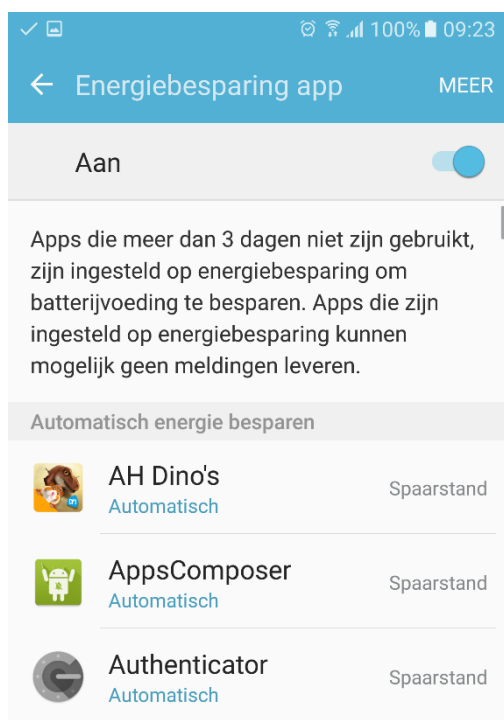 100% 09:23
Energiebesparing app MEER
Aan
Apps die meer dan 3 dagen niet zijn gebruikt,
zijn ingesteld op energiebesparing om
batterijvoeding te besparen. Apps die zijn
ingesteld op energiebesparing kunnen
mogelijk geen meldingen leveren.
Automatisch energie besparen
AH Dino's
Automatisch
Spaarstand
AppsComposer
Automatisch
Spaarstand
Authenticator
Automatisch
Spaarstand